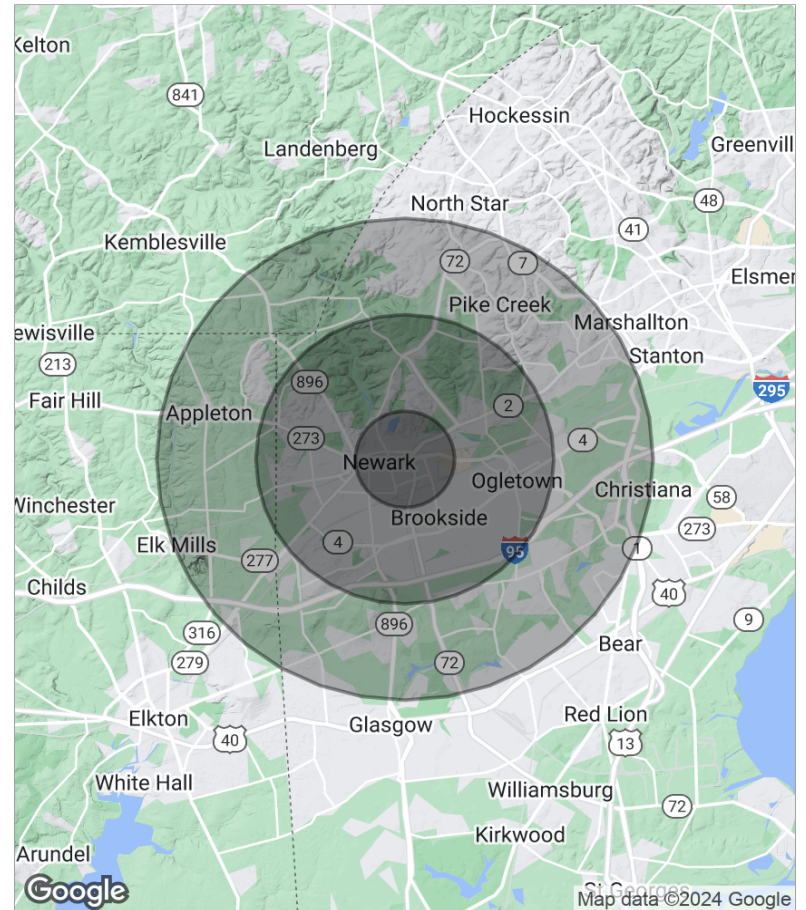 Kelton
841
Hockessin
Landenberg
Greenvill
North Star
48
41
Kemblesville
72
7
Elsmer
Pike Creek
Marshallton
ewisville
Stanton
213
896
295
Fair Hill
2
Appleton
273
4
Newark
Ogletown
Christiana
58
Winchester
Brookside
273
4
Elk Mills
95
1
277
Childs
40
896
9
316
Bear
279
72
Elkton
Red Lion
Glasgow
40
13
White Hall
Williamsburg
72
Kirkwood
Arundel
St Georges
Google
Map data ©2024 Google